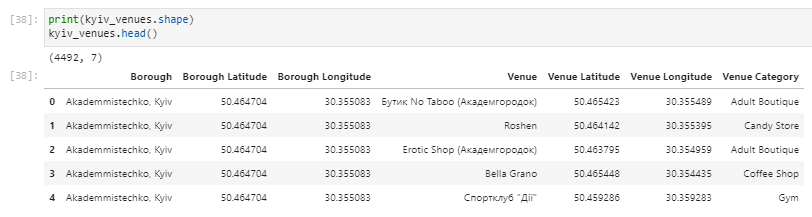 [38]: print(kyiv_venues.shape)
kyiv_venues.head()
(4492, 7)
[38]: Borough Borough Latitude Borough Longitude Venue Venue Latitude Venue Longitude Venue Category
0 Akademmistechko, Kyiv 50.464704 30.355083 Бутик No Taboo (Академгородок) 50.465423 30.355489 Adult Boutique
1 Akademmistechko, Kyiv 50.464704 30.355083 Roshen 50.464142 30.355395 Candy Store
2 Akademmistechko, Kyiv 50.464704 30.355083 Erotic Shop (Академгородок) 50.463795 30.354959 Adult Boutique
3 Akademmistechko, Kyiv 50.464704 30.355083 Bella Grano 50.465448 30.354435 Coffee Shop
4 Akademmistechko, Kyiv 50.464704 30.355083 Спортклуб "Дії" 50.459286 30.359283 Gym